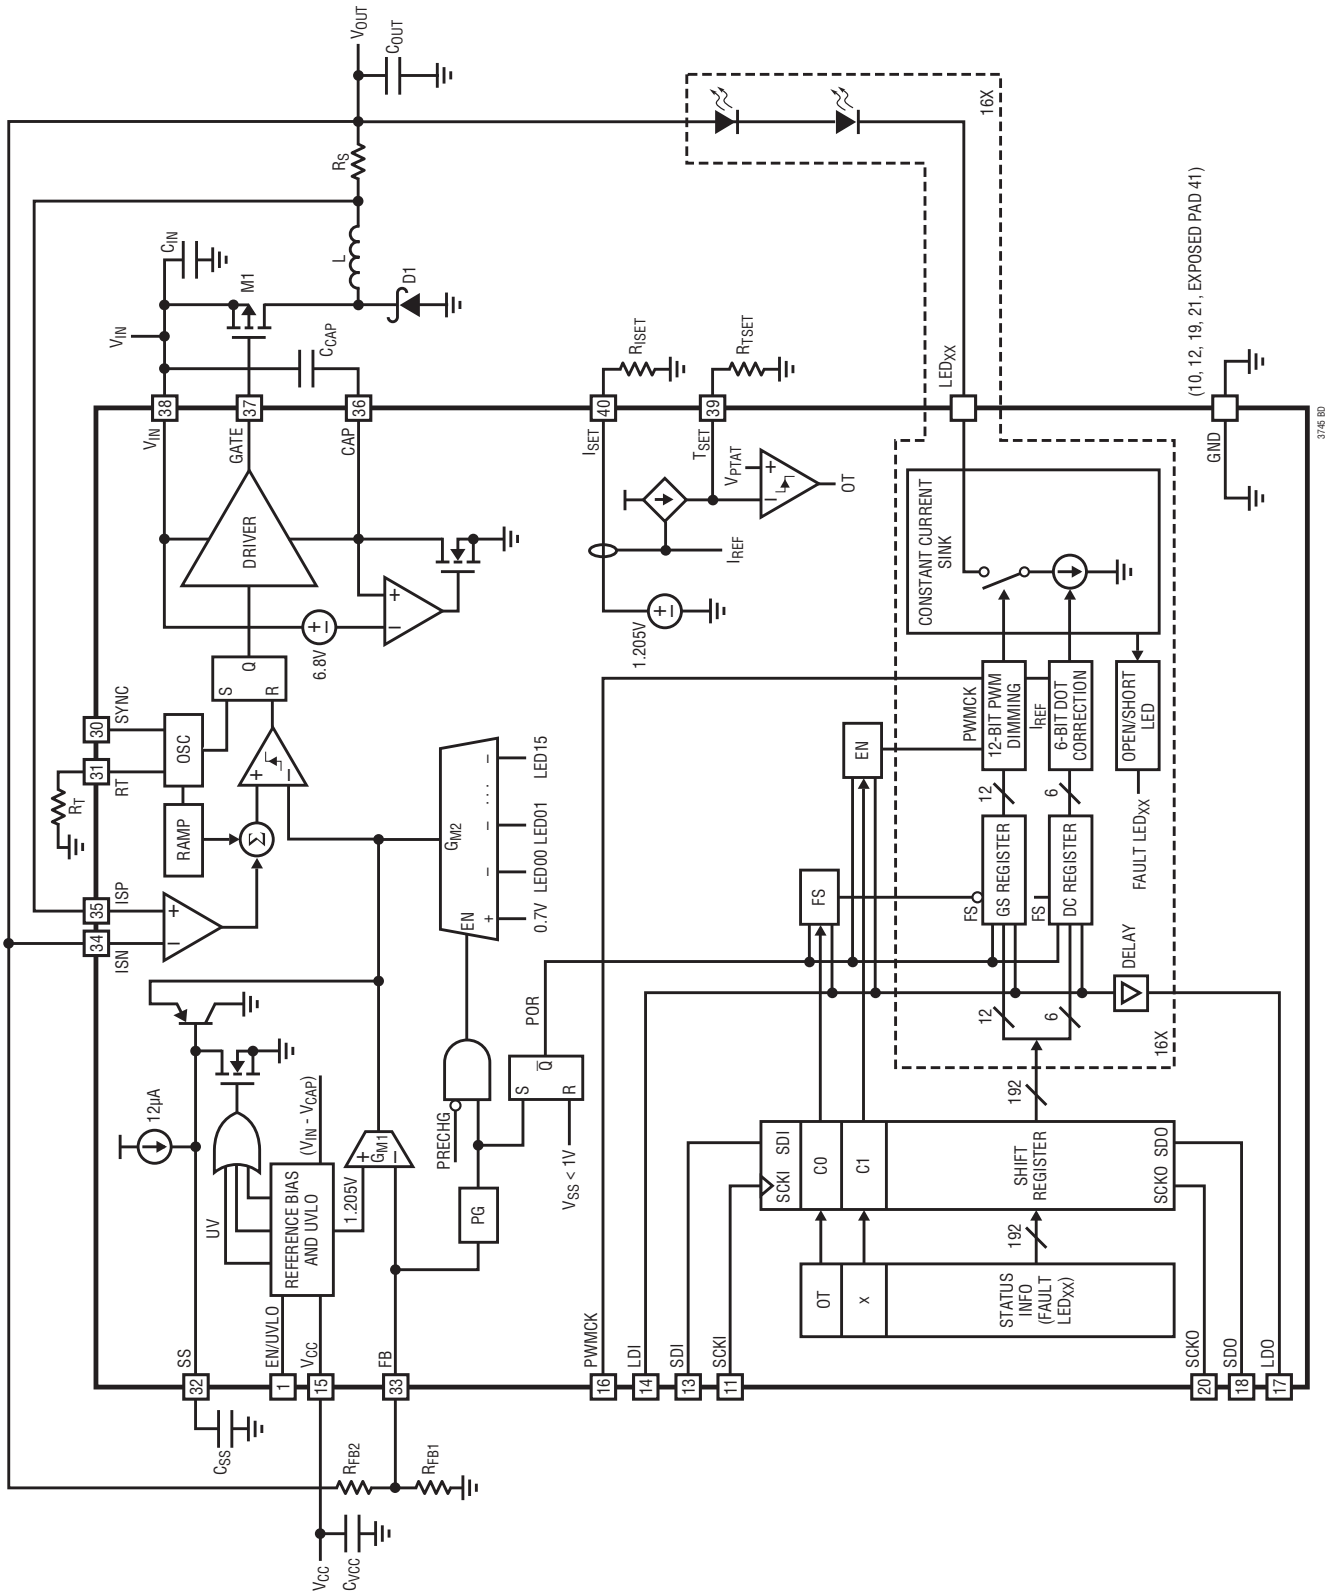 VCC
CVCC
RFB2
RFB1
CSS
SS
32
EN/UVLO
1
VCC
15
FB
33
PWMCK
16
LDI
14
SDI
13
SCKI
11
SCKO
20
SDO
18
LDO
17
12µA
UV
REFERENCE BIAS
AND UVLO
(VIN - VCAP)
1.205V
+
GM1
−
PG
PRECHG
S
Q
R
VSS < 1V
POR
EN
GM2
+
−
−
· · ·
−
0.7V
LED00
LED01
LED15
ISN
34
ISP
35
−
+
RT
RT
31
SYNC
30
RAMP
OSC
Σ
+
−
S
Q
R
6.8V
+
−
DRIVER
+
−
VIN
38
GATE
37
CAP
36
VIN
CIN
M1
CCAP
D1
L
RS
VOUT
COUT
1.205V
+
−
IREF
ISET
40
RISET
TSET
39
RTSET
VPTAT
+
−
OT
OT
x
STATUS
INFO
(FAULT
LEDXX)
192
SCKI
SDI
C0
C1
SHIFT
REGISTER
SCKO
SDO
192
FS
EN
16X
12
6
DELAY
FS
GS REGISTER
FS
DC REGISTER
12
6
PWMCK
12-BIT PWM
DIMMING
IREF
6-BIT DOT
CORRECTION
OPEN/SHORT
LED
FAULT LEDXX
CONSTANT CURRENT
SINK
LEDXX
16X
GND
(10, 12, 19, 21, EXPOSED PAD 41)
3745 BD